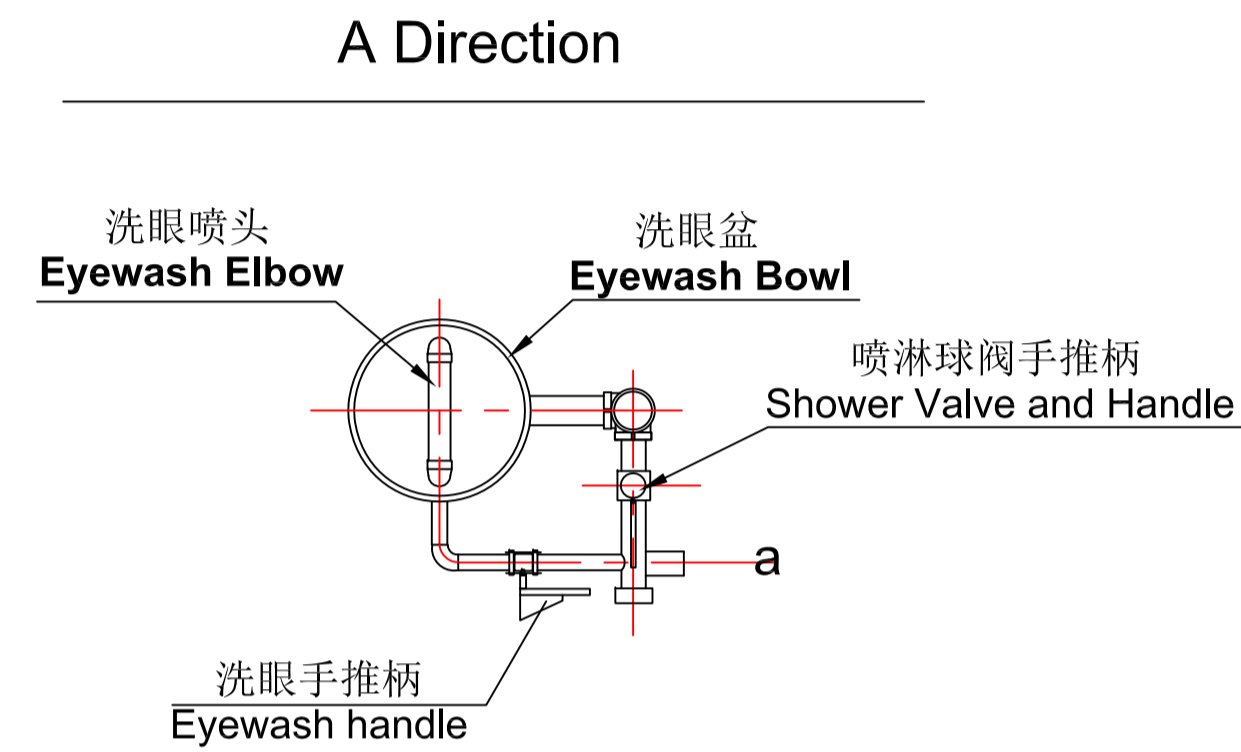 A Direction
洗眼喷头
Eyewash Elbow
洗眼盆
Eyewash Bowl
喷淋球阀手推柄
Shower Valve and Handle
a
洗眼手推柄
Eyewash handle